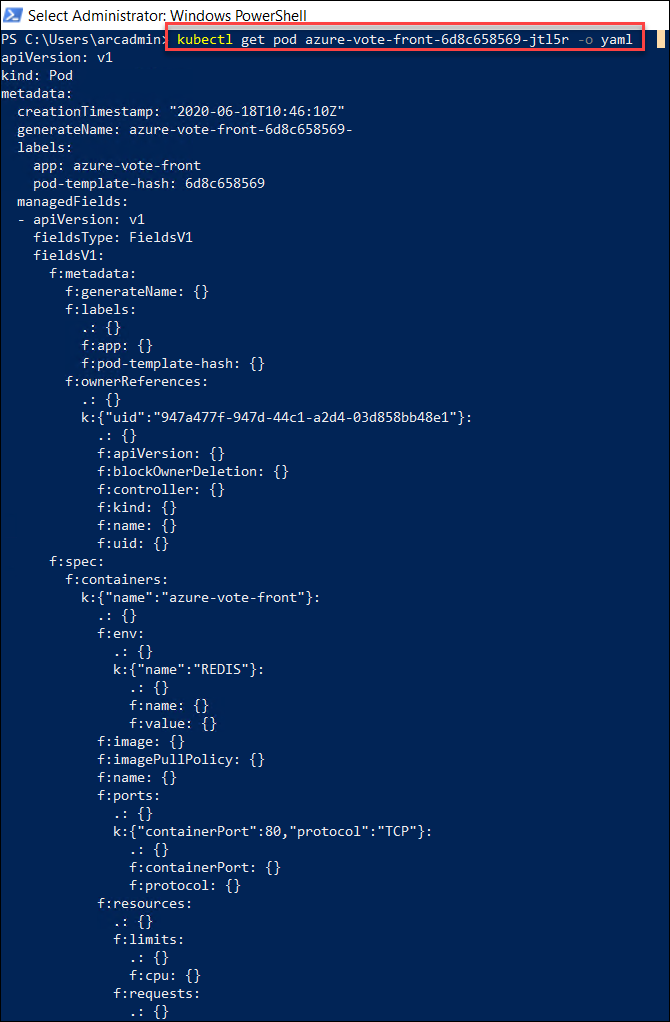 Select Administrator: Windows PowerShell
PS C:\Users\arcadmin> kubectl get pod azure-vote-front-6d8c658569-jtl5r -o yaml
apiVersion: v1
kind: Pod
metadata:
  creationTimestamp: "2020-06-18T10:46:10Z"
  generateName: azure-vote-front-6d8c658569-
  labels:
    app: azure-vote-front
    pod-template-hash: 6d8c658569
  managedFields:
  - apiVersion: v1
    fieldsType: FieldsV1
    fieldsV1:
      f:metadata:
        f:generateName: {}
        f:labels:
          .: {}
          f:app: {}
          f:pod-template-hash: {}
        f:ownerReferences:
          .: {}
          k:{"uid":"947a477f-947d-44c1-a2d4-03d858bb48e1"}:
            .: {}
            f:apiVersion: {}
            f:blockOwnerDeletion: {}
            f:controller: {}
            f:kind: {}
            f:name: {}
            f:uid: {}
      f:spec:
        f:containers:
          k:{"name":"azure-vote-front"}:
            .: {}
            f:env:
              .: {}
              k:{"name":"REDIS"}:
                .: {}
                f:name: {}
                f:value: {}
            f:image: {}
            f:imagePullPolicy: {}
            f:name: {}
            f:ports:
              .: {}
              k:{"containerPort":80,"protocol":"TCP"}:
                .: {}
                f:containerPort: {}
                f:protocol: {}
            f:resources:
              .: {}
              f:limits:
                .: {}
                f:cpu: {}
              f:requests:
                .: {}